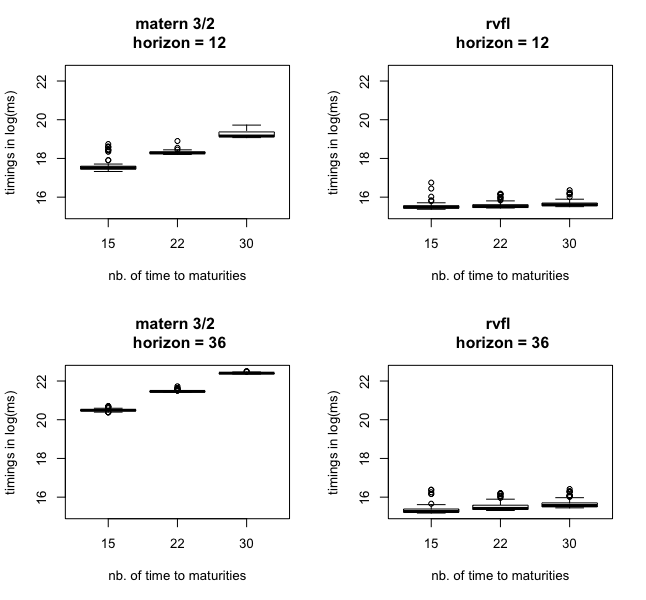 matern 3/2
horizon = 12
timings in log(ms)
22
20
18
16
15 22 30
nb. of time to maturities
rvfl
horizon = 12
timings in log(ms)
22
20
18
16
15 22 30
nb. of time to maturities
matern 3/2
horizon = 36
timings in log(ms)
22
20
18
16
15 22 30
nb. of time to maturities
rvfl
horizon = 36
timings in log(ms)
22
20
18
16
15 22 30
nb. of time to maturities